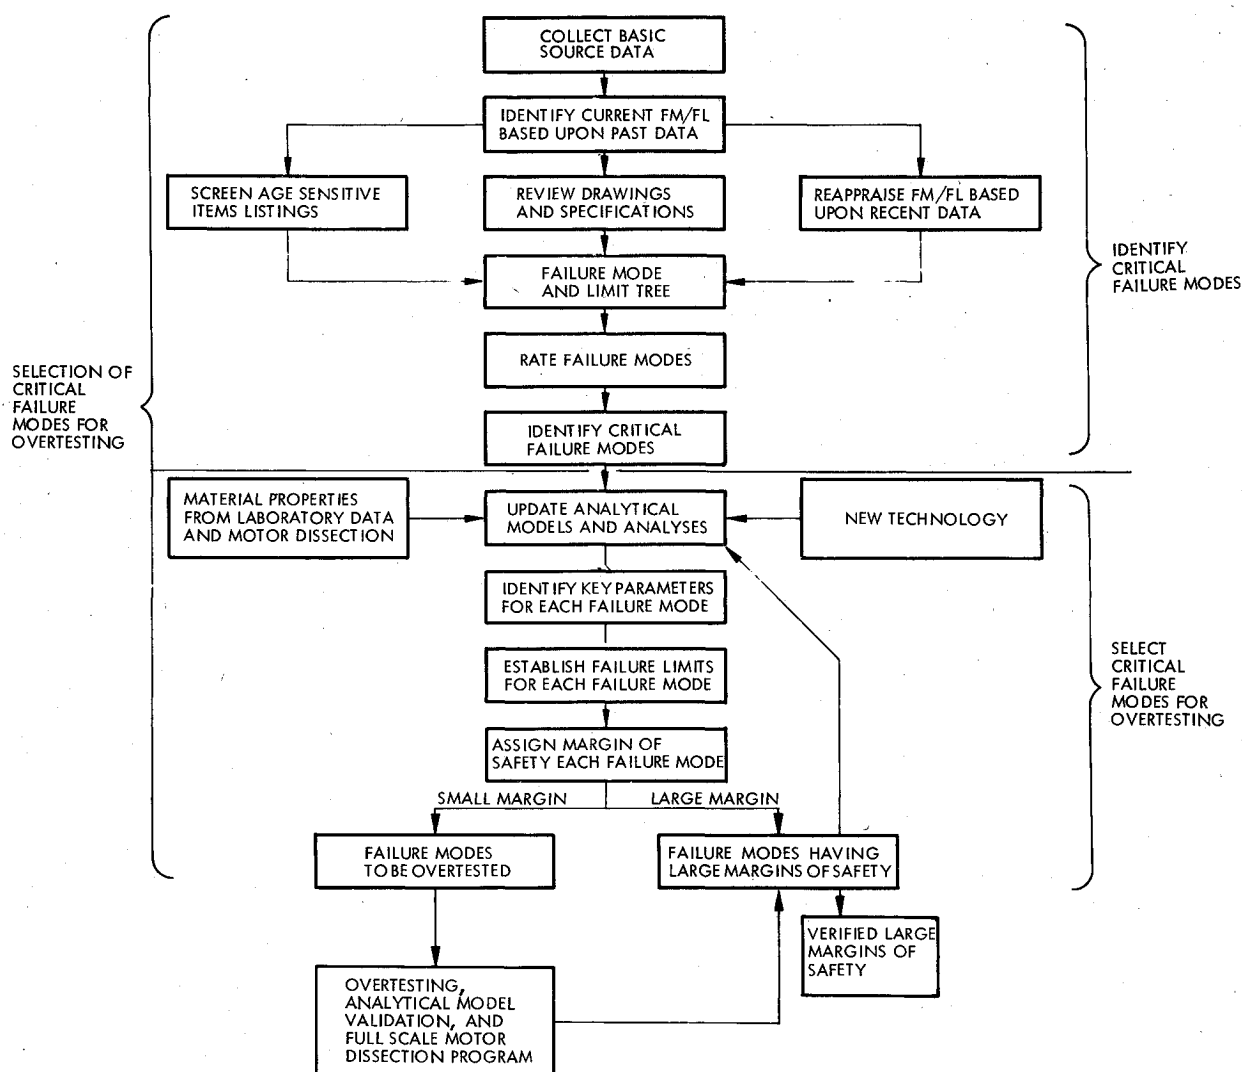 COLLECT BASIC
SOURCE DATA
IDENTIFY CURRENT FM/FL
BASED UPON PAST DATA
SCREEN AGE SENSITIVE
ITEMS LISTINGS
REVIEW DRAWINGS
AND SPECIFICATIONS
REAPPRAISE FM/FL BASED
UPON RECENT DATA
FAILURE MODE
AND LIMIT TREE
IDENTIFY
CRITICAL
FAILURE MODES
RATE FAILURE MODES
SELECTION OF
CRITICAL
FAILURE
MODES FOR
OVERTESTING
IDENTIFY CRITICAL
FAILURE MODES
MATERIAL PROPERTIES
FROM LABORATORY DATA
AND MOTOR DISSECTION
UPDATE ANALYTICAL
MODELS AND ANALYSES
NEW TECHNOLOGY
IDENTIFY KEY PARAMETERS
FOR EACH FAILURE MODE
ESTABLISH FAILURE LIMITS
FOR EACH FAILURE MODE
SELECT
CRITICAL
FAILURE
MODES FOR
OVERTESTING
ASSIGN MARGIN OF
SAFETY EACH FAILURE MODE
SMALL MARGIN
LARGE MARGIN
FAILURE MODES
TO BE OVERTESTED
FAILURE MODES HAVING
LARGE MARGINS OF SAFETY
VERIFIED LARGE
MARGINS OF
SAFETY
OVERTESTING,
ANALYTICAL MODEL
VALIDATION, AND
FULL SCALE MOTOR
DISSECTION PROGRAM